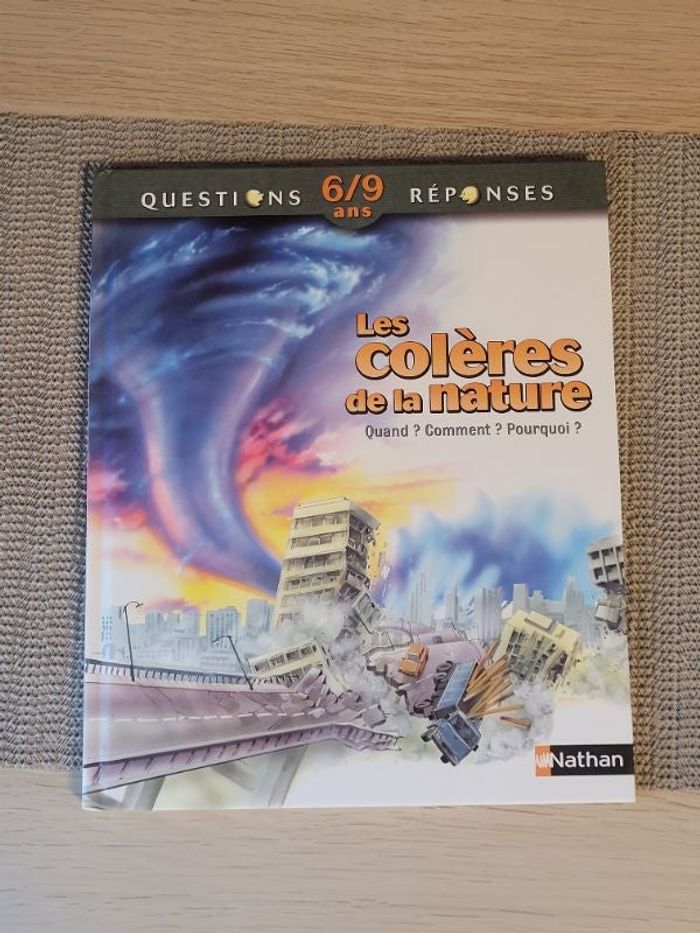 QUESTIONS 6/9 RÉPONSES
ans
Les
colères
de la nature
Quand ? Comment ? Pourquoi ?
Nathan